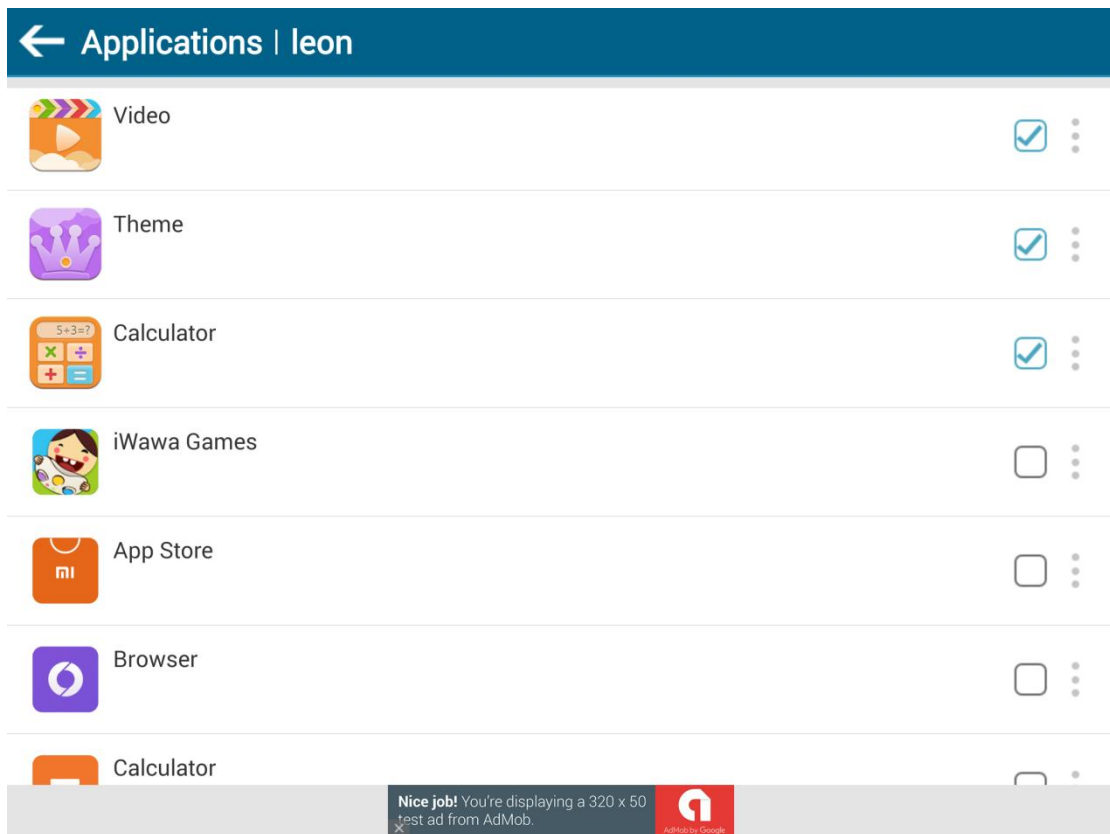 Applications | leon
Video
Theme
5+3=?
Calculator
iWawa Games
mi
App Store
Browser
Calculator
Nice job! You're displaying a 320 x 50
test ad from AdMob.
AdMob by Google